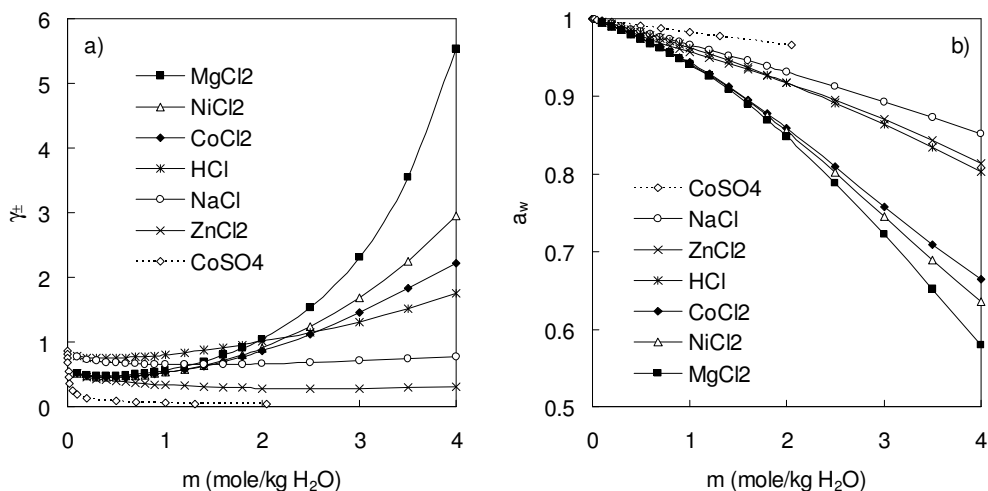 6
5
4
3
2
1
0
γ±
a)
MgCl2
NiCl2
CoCl2
HCl
NaCl
ZnCl2
CoSO4
0 1 2 3 4
m (mole/kg H₂O)
1
0.9
0.8
0.7
0.6
0.5
a_w
b)
CoSO4
NaCl
ZnCl2
HCl
CoCl2
NiCl2
MgCl2
0 1 2 3 4
m (mole/kg H₂O)